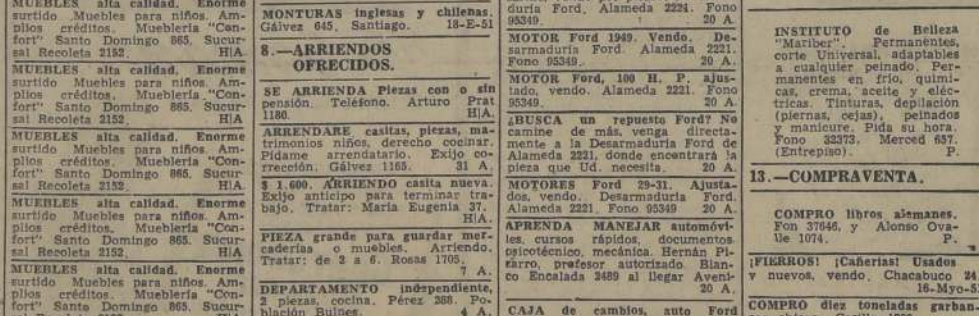 MUEBLES alta calidad. Enorme
surtido Muebles para niños. Am-
plios créditos. Mueblería "Con-
fort" Santo Domingo 865. Sucur-
sal Recoleta 2152. H|A.
MUEBLES alta calidad. Enorme
surtido Muebles para niños. Am-
plios créditos. Mueblería "Con-
fort" Santo Domingo 865. Sucur-
sal Recoleta 2152. H|A
MUEBLES alta calidad. Enorme
surtido Muebles para niños. Am-
plios créditos. Mueblería "Con-
fort" Santo Domingo 865. Sucur-
sal Recoleta 2152. H|A.
MUEBLES alta calidad. Enorme
surtido Muebles para niños. Am-
plios créditos. Mueblería "Con-
fort" Santo Domingo 865. Sucur-
sal Recoleta 2152. H|A.
MUEBLES alta calidad. Enorme
surtido Muebles para niños. Am-
plios créditos. Mueblería "Con-
fort" Santo Domingo 865. Sucur-
MONTURAS inglesas y chilenas.
Gálvez 645, Santiago. 18-E-51
8.—ARRIENDOS
OFRECIDOS.
SE ARRIENDA Piezas con o sin
pensión. Teléfono. Arturo Prat
1180. H|A.
ARRENDARE casitas, piezas, ma-
trimonios niños, derecho cocinar.
Pídame arrendatario. Exijo co-
rrección. Gálvez 1165. 31 A.
$ 1.600. ARRIENDO casita nueva.
Exijo anticipo para terminar tra-
bajo. Tratar: María Eugenia 37.
H|A.
PIEZA grande para guardar mer-
caderías o muebles. Arriendo.
Tratar: de 2 a 6. Rosas 1705.
7 A.
DEPARTAMENTO independiente,
2 piezas, cocina. Pérez 288. Po-
blación Bulnes. 4 A.
duría Ford. Alameda 2224. Fono
95349. 20 A.
MOTOR Ford 1949. Vendo. De-
sarmaduría Ford. Alameda 2221.
Fono 95349. 20 A.
MOTOR Ford, 100 H. P. ajus-
tado, vendo. Alameda 2221. Fono
95349. 20 A.
¿BUSCA un repuesto Ford? No
camine de más, venga directa-
mente a la Desarmaduría Ford de
Alameda 2221, donde encontrará la
pieza que Ud. necesita. 20 A.
MOTORES Ford 29-31. Ajusta-
dos, vendo. Desarmaduría Ford.
Alameda 2221. Fono 95349 20 A.
APRENDA MANEJAR automóvi-
les, cursos rápidos, documentos
psicotécnico, mecánica. Hernán Pi-
zarro, profesor autorizado. Blan-
co Encalada 2489 al llegar Aveni-
20 A.
CAJA de cambios, auto Ford
INSTITUTO de Belleza
"Mariber". Permanentes,
corte Universal, adaptables
a cualquier peinado. Per-
manentes en frío, quími-
cas, crema, aceite y eléc-
tricas. Tinturas, depilación
(piernas, cejas), peinados
y manicure. Pida su hora.
Fono 32373. Merced 657.
(Entrepiso). P.
13.—COMPRAVENTA.
COMPRO libros alemanes.
Fon 37646, y Alonso Ova-
lle 1074. P.
¡FIERROS! ¡Cañerías! Usados
y nuevos, vendo. Chacabuco 24
16-Myo-51
COMPRO diez toneladas garban